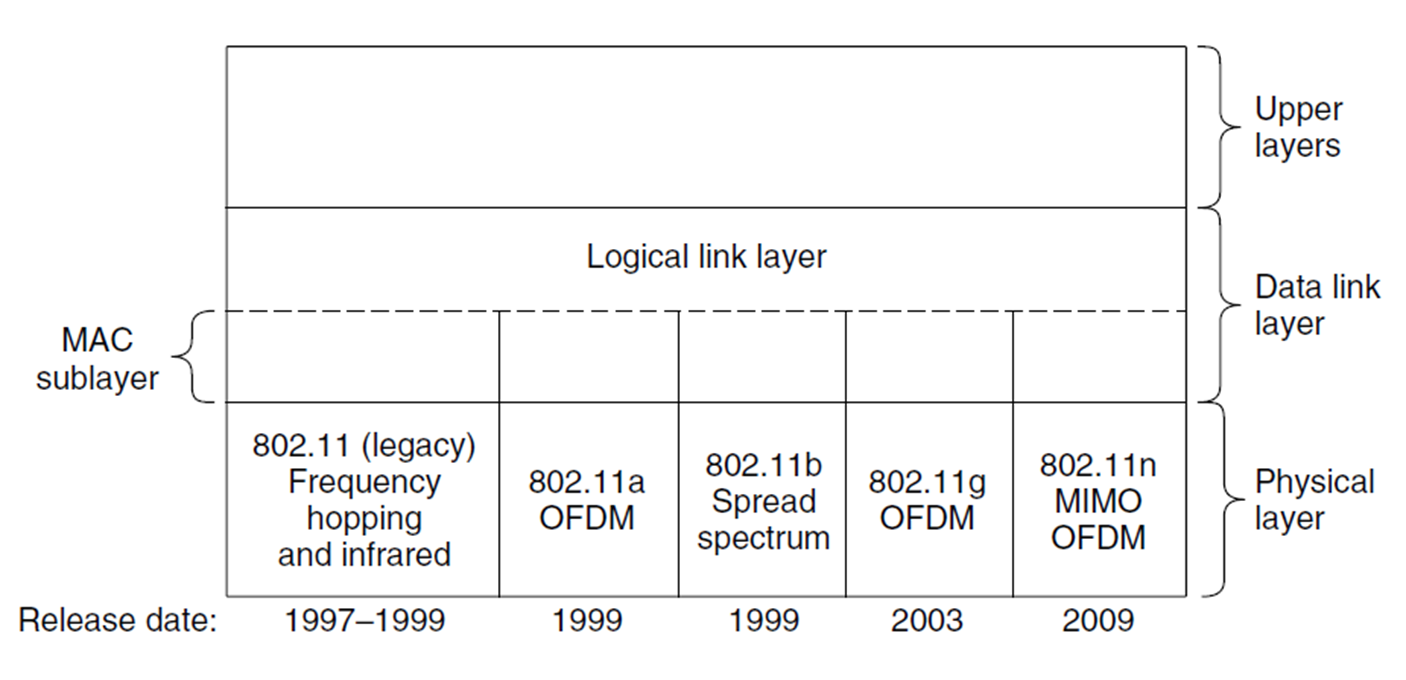 Upper
layers
Logical link layer
Data link
layer
MAC
sublayer
802.11 (legacy)
Frequency
hopping
and infrared
802.11a
OFDM
802.11b
Spread
spectrum
802.11g
OFDM
802.11n
MIMO
OFDM
Physical
layer
Release date: 1997–1999 1999 1999 2003 2009